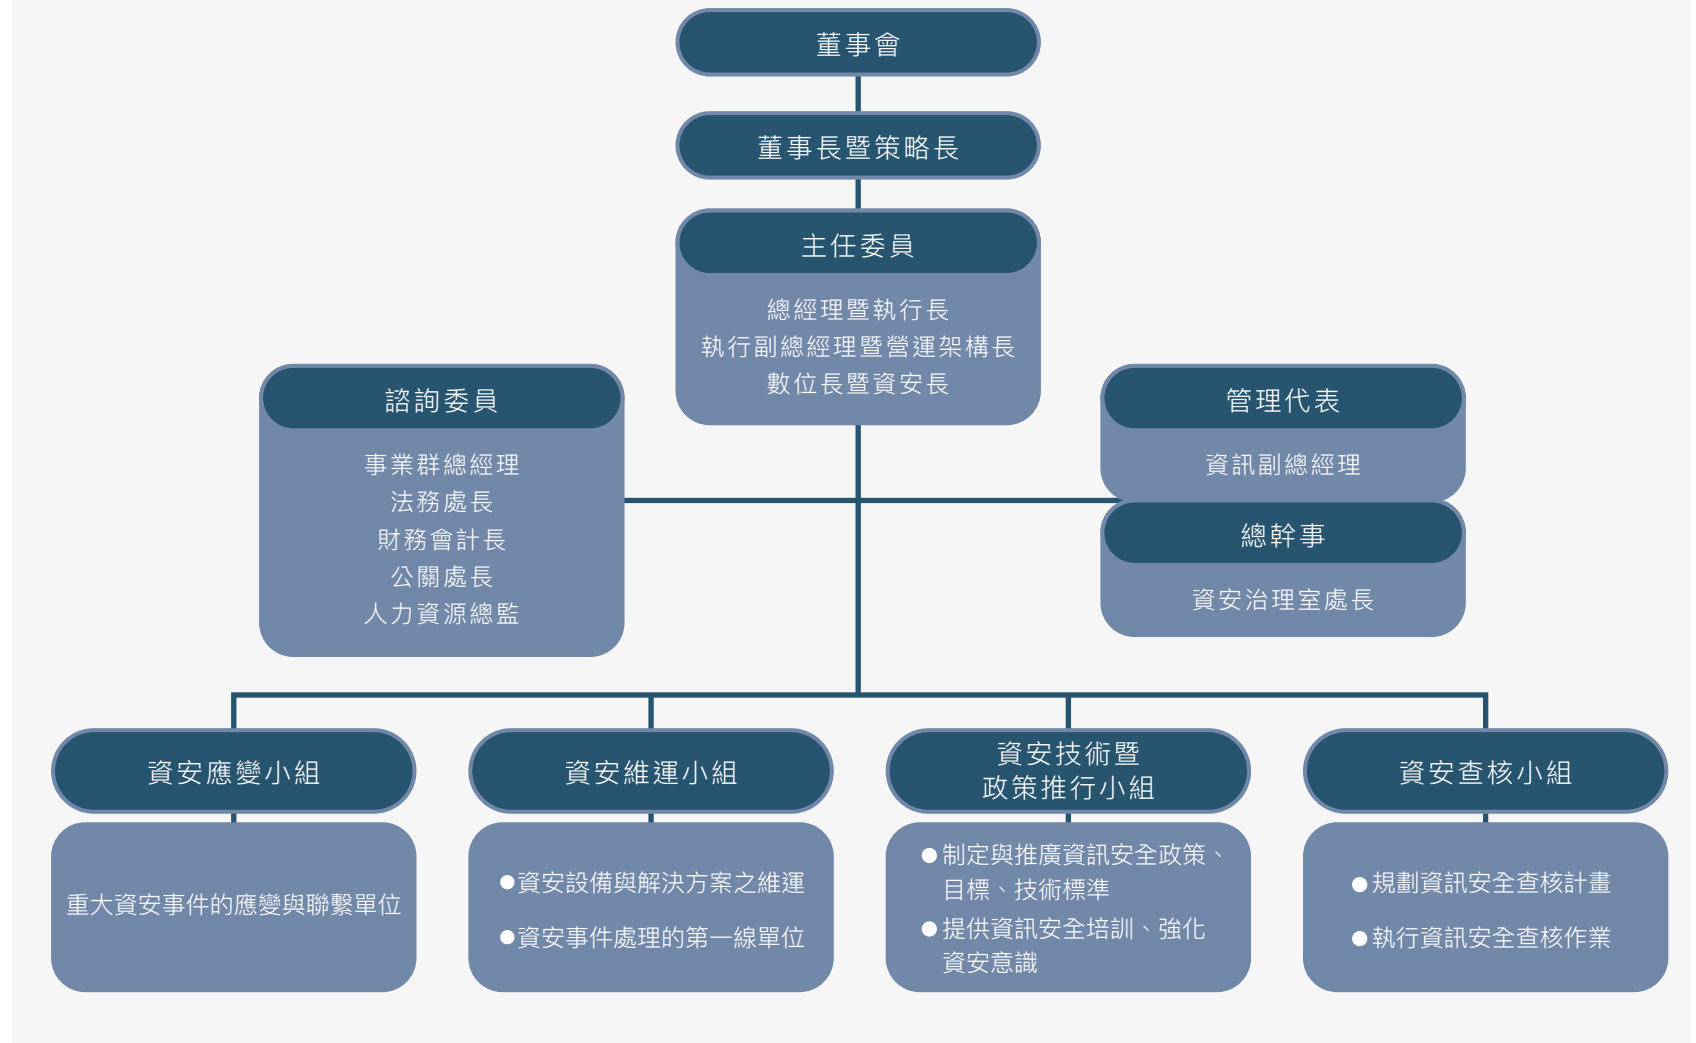 董事會
董事長暨策略長
主任委員
總經理暨執行長
執行副總經理暨營運架構長
數位長暨資安長
諮詢委員
事業群總經理
法務處長
財務會計長
公關處長
人力資源總監
管理代表
資訊副總經理
總幹事
資安治理室處長
資安應變小組
重大資安事件的應變與聯繫單位
資安維運小組
●資安設備與解決方案之維運
●資安事件處理的第一線單位
資安技術暨
政策推行小組
●制定與推廣資訊安全政策、
目標、技術標準
●提供資訊安全培訓、強化
資安意識
資安查核小組
●規劃資訊安全查核計畫
●執行資訊安全查核作業